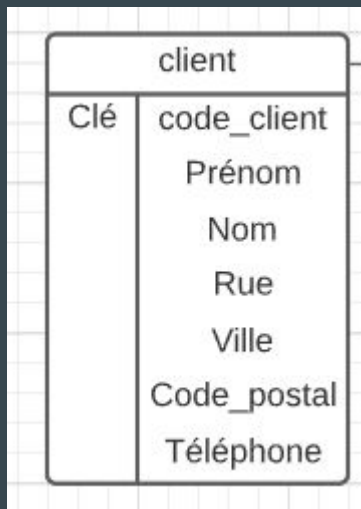 client
Clé code_client
Prénom
Nom
Rue
Ville
Code_postal
Téléphone